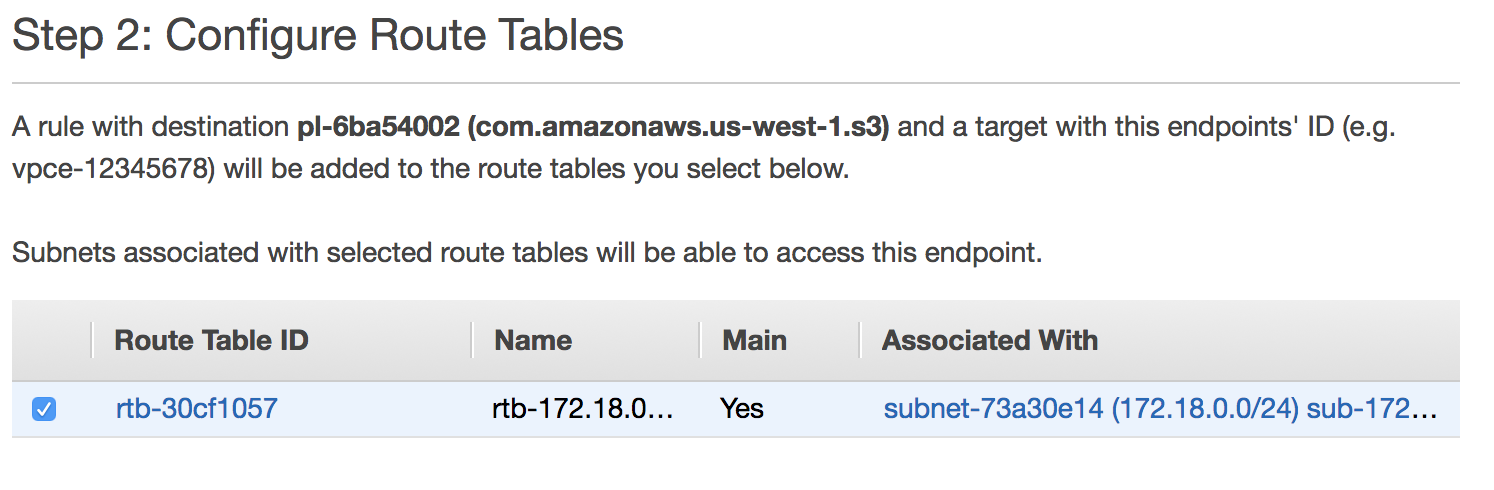 Step 2: Configure Route Tables
A rule with destination pl-6ba54002 (com.amazonaws.us-west-1.s3) and a target with this endpoints' ID (e.g.
vpce-12345678) will be added to the route tables you select below.
Subnets associated with selected route tables will be able to access this endpoint.
Route Table ID Name Main Associated With
rtb-30cf1057 rtb-172.18.0... Yes subnet-73a30e14 (172.18.0.0/24) sub-172...